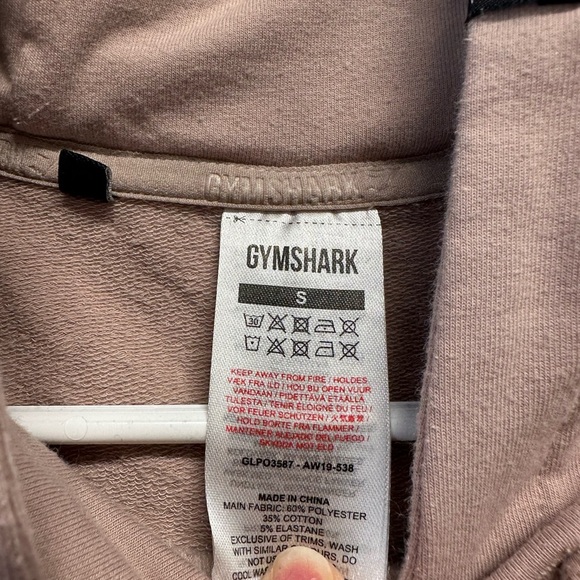 GYMSHARK
GYMSHARK
S
30
KEEP AWAY FROM FIRE / HOLDES
VÆK FRA ILD / HOU BIJ OPEN VUUR
VANDAAN / PIDETTÄVÄ ETÄÄLLÄ
TULESTA / TENIR ÉLOIGNÉ DU FEU /
VOR FEUER SCHÜTZEN / 火気厳禁 /
HOLD BORTE FRA FLAMMER /
MANTENER ALEJADO DEL FUEGO /
GLPO3587 - AW19-538
MADE IN CHINA
MAIN FABRIC: 60% POLYESTER
35% COTTON
5% ELASTANE
EXCLUSIVE OF TRIMS, WASH
WITH SIMILAR COLOURS, DO
NOT
COOL